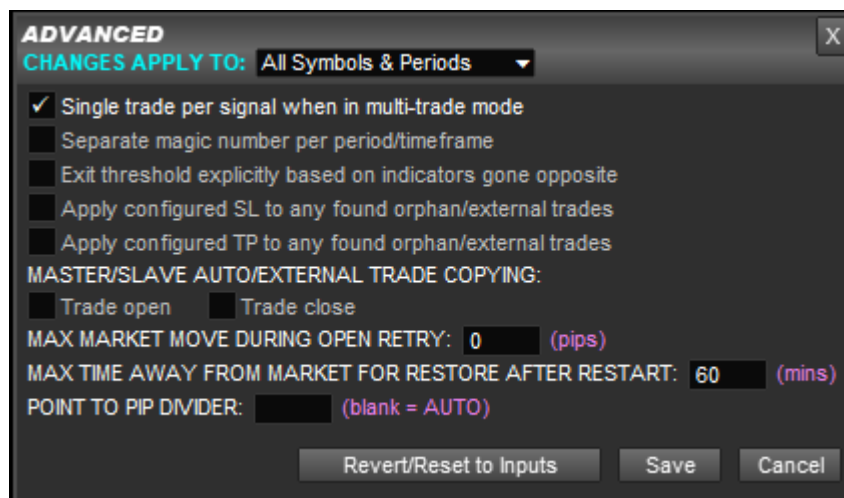 ADVANCED
X
CHANGES APPLY TO: All Symbols & Periods
Single trade per signal when in multi-trade mode
Separate magic number per period/timeframe
Exit threshold explicitly based on indicators gone opposite
Apply configured SL to any found orphan/external trades
Apply configured TP to any found orphan/external trades
MASTER/SLAVE AUTO/EXTERNAL TRADE COPYING:
Trade open Trade close
MAX MARKET MOVE DURING OPEN RETRY: 0 (pips)
MAX TIME AWAY FROM MARKET FOR RESTORE AFTER RESTART: 60 (mins)
POINT TO PIP DIVIDER: (blank = AUTO)
Revert/Reset to Inputs Save Cancel